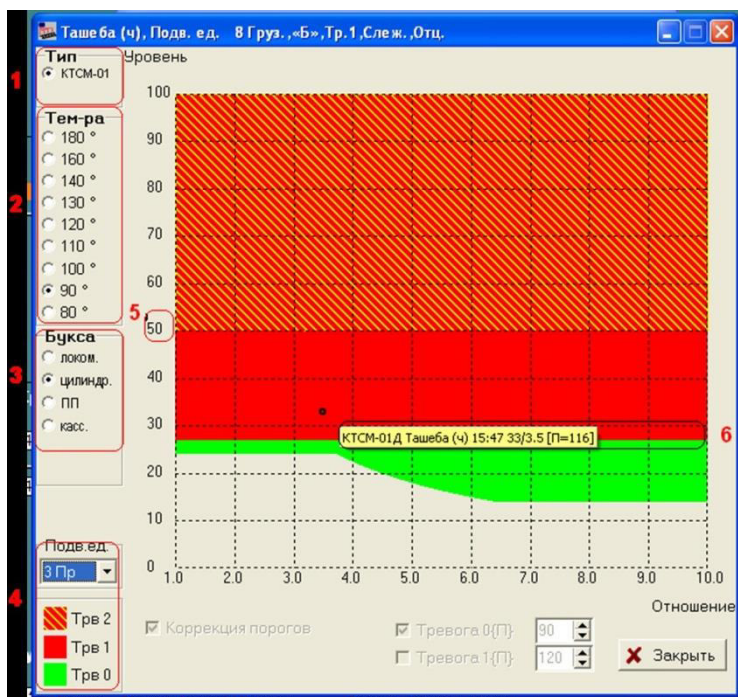 Ташеба (ч), Подв. ед. 8 Груз.,«Б»,Тр.1,Слеж.,Отц.
1
Тип
КТСМ-01
2
Тем-ра
180 °
160 °
140 °
130 °
120 °
110 °
100 °
90 °
80 °
3
Букса
локом.
цилиндр.
ПП
касс.
4
Подв.ед.
3 Пр
Трв 2
Трв 1
Трв 0
Уровень
100
90
80
70
60
5
50
40
30
20
10
0
КТСМ-01Д Ташеба (ч) 15:47 33/3.5 [П=116]
6
1.0 2.0 3.0 4.0 5.0 6.0 7.0 8.0 9.0 10.0
Отношение
Коррекция порогов
Тревога 0{П} 90
Тревога 1{П} 120
Закрыть